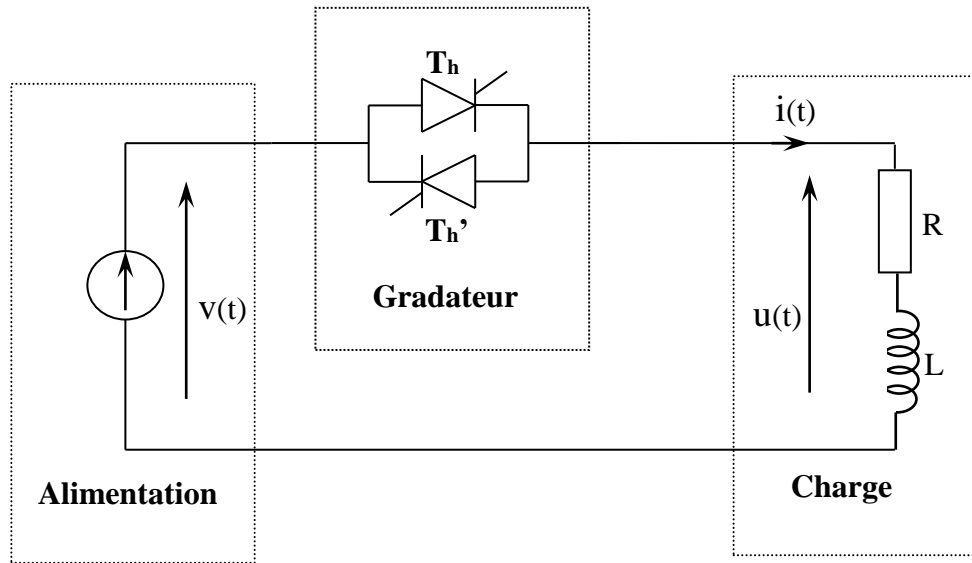 Th
Th’
Gradateur
i(t)
R
v(t)
u(t)
L
Alimentation
Charge